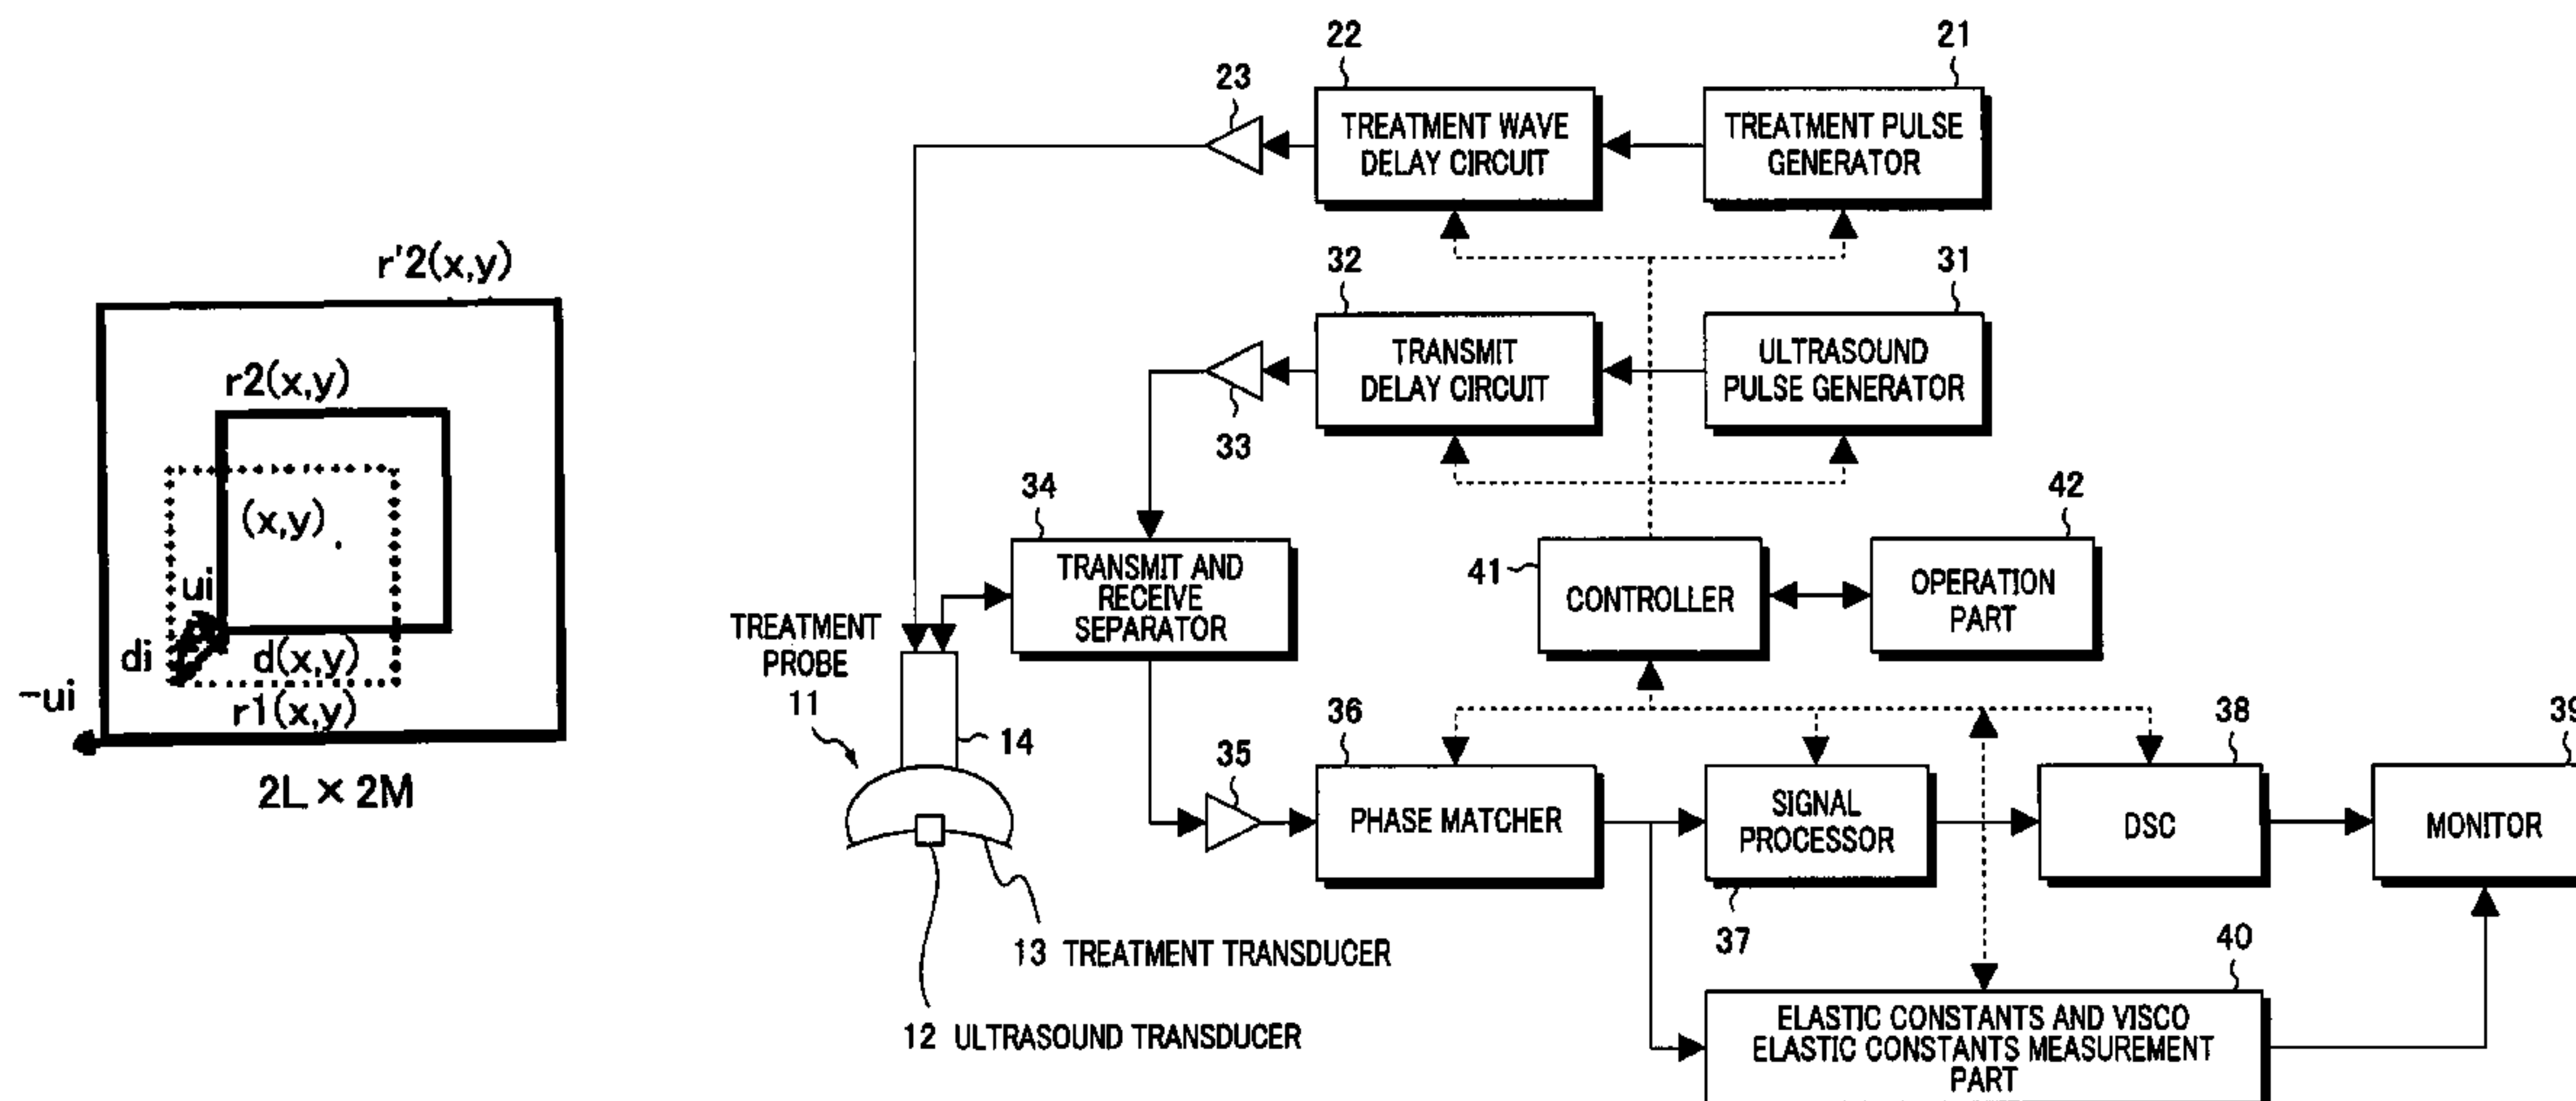 r'2(x,y)
r2(x,y)
(x,y)
ui
di
d(x,y)
-ui
r1(x,y)
2L × 2M
22
21
23
TREATMENT WAVE
DELAY CIRCUIT
TREATMENT PULSE
GENERATOR
32
31
TRANSMIT
DELAY CIRCUIT
ULTRASOUND
PULSE GENERATOR
33
34
42
TRANSMIT AND
RECEIVE
SEPARATOR
41
CONTROLLER
OPERATION
PART
TREATMENT
PROBE
11
14
36
38
39
35
PHASE MATCHER
SIGNAL
PROCESSOR
DSC
MONITOR
37
40
13 TREATMENT TRANSDUCER
12 ULTRASOUND TRANSDUCER
ELASTIC CONSTANTS AND VISCO
ELASTIC CONSTANTS MEASUREMENT
PART